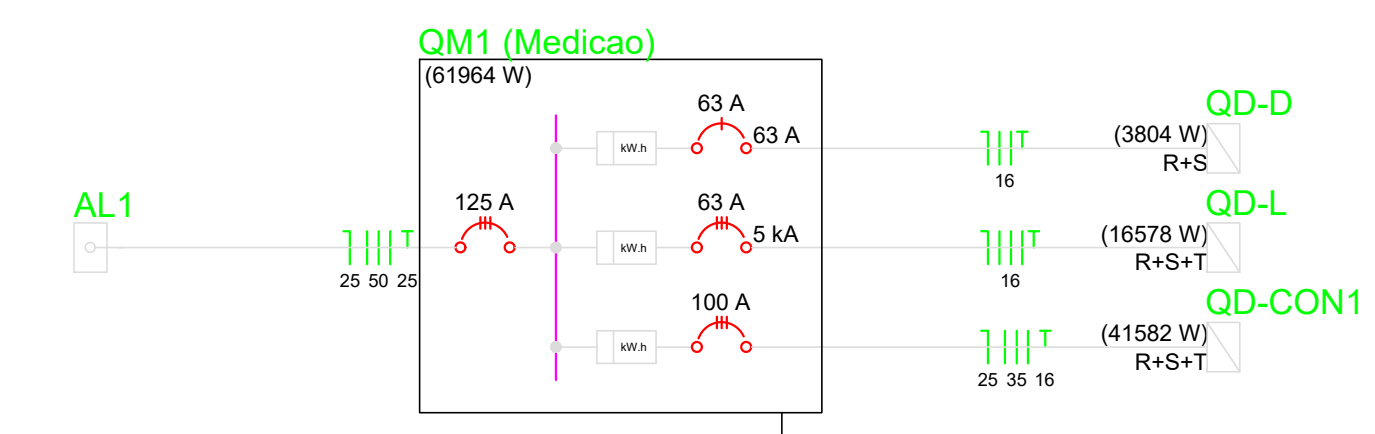 QM1 (Medicao)
(61964 W)
63 A
63 A
kW.h
16
(3804 W)
R+S
QD-D
AL1
25 50 25
125 A
63 A
5 kA
kW.h
16
(16578 W)
R+S+T
QD-L
100 A
kW.h
25 35 16
(41582 W)
R+S+T
QD-CON1